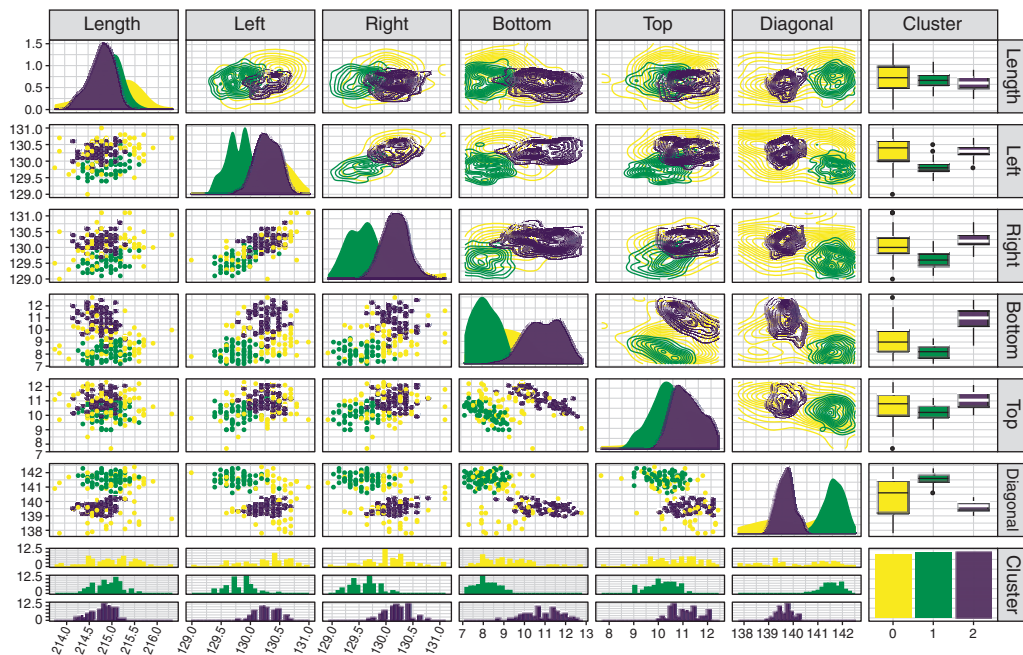 Length Left Right Bottom Top Diagonal Cluster
1.5
1.0
0.5
0.0
Length
131.0
130.5
130.0
129.5
129.0
Left
131.0
130.5
130.0
129.5
129.0
Right
12
11
10
9
8
7
Bottom
12
11
10
9
8
7
Top
142
141
140
139
138
Diagonal
12.5
0
12.5
0
12.5
0
Cluster
214.0 214.5 215.0 215.5 216.0
129.0 129.5 130.0 130.5 131.0
129.0 129.5 130.0 130.5 131.0
7 8 9 10 11 12 13
8 9 10 11 12
138 139 140 141 142
0 1 2